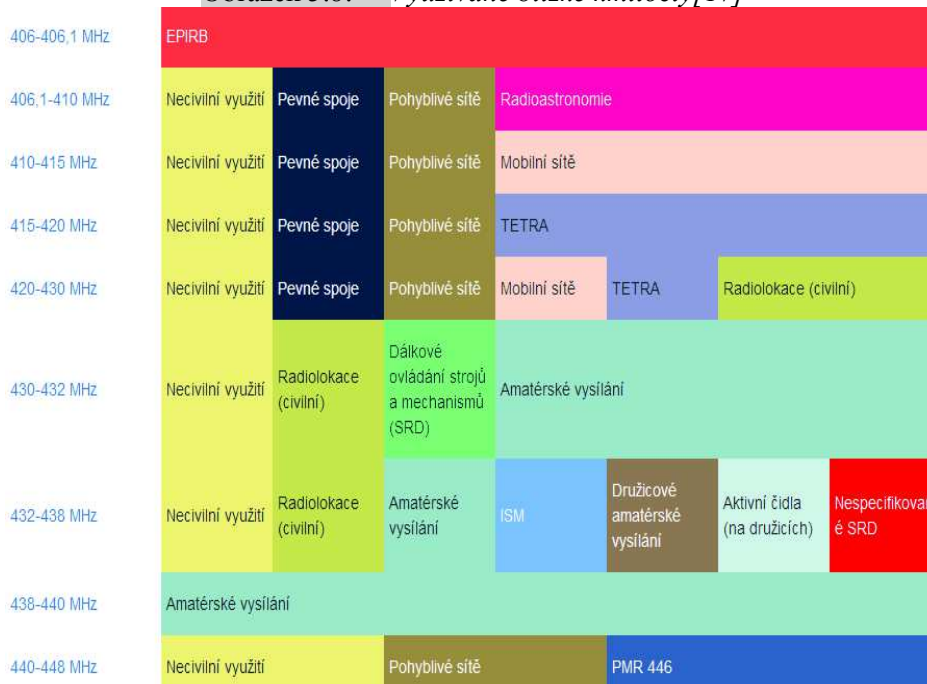 406-406,1 MHz EPIRB
406,1-410 MHz Necivilní využití Pevné spoje Pohyblivé sítě Radioastronomie
410-415 MHz Necivilní využití Pevné spoje Pohyblivé sítě Mobilní sítě
415-420 MHz Necivilní využití Pevné spoje Pohyblivé sítě TETRA
420-430 MHz Necivilní využití Pevné spoje Pohyblivé sítě Mobilní sítě TETRA Radiolokace (civilní)
430-432 MHz Necivilní využití
Radiolokace
(civilní)
Dálkové
ovládání strojů
a mechanismů
(SRD)
Amatérské vysílání
432-438 MHz Necivilní využití
Radiolokace
(civilní)
Amatérské
vysílání
ISM
Družicové
amatérské
vysílání
Aktivní čidla
(na družicích)
Nespecifikovan
é SRD
438-440 MHz Amatérské vysílání
440-448 MHz Necivilní využití Pohyblivé sítě PMR 446